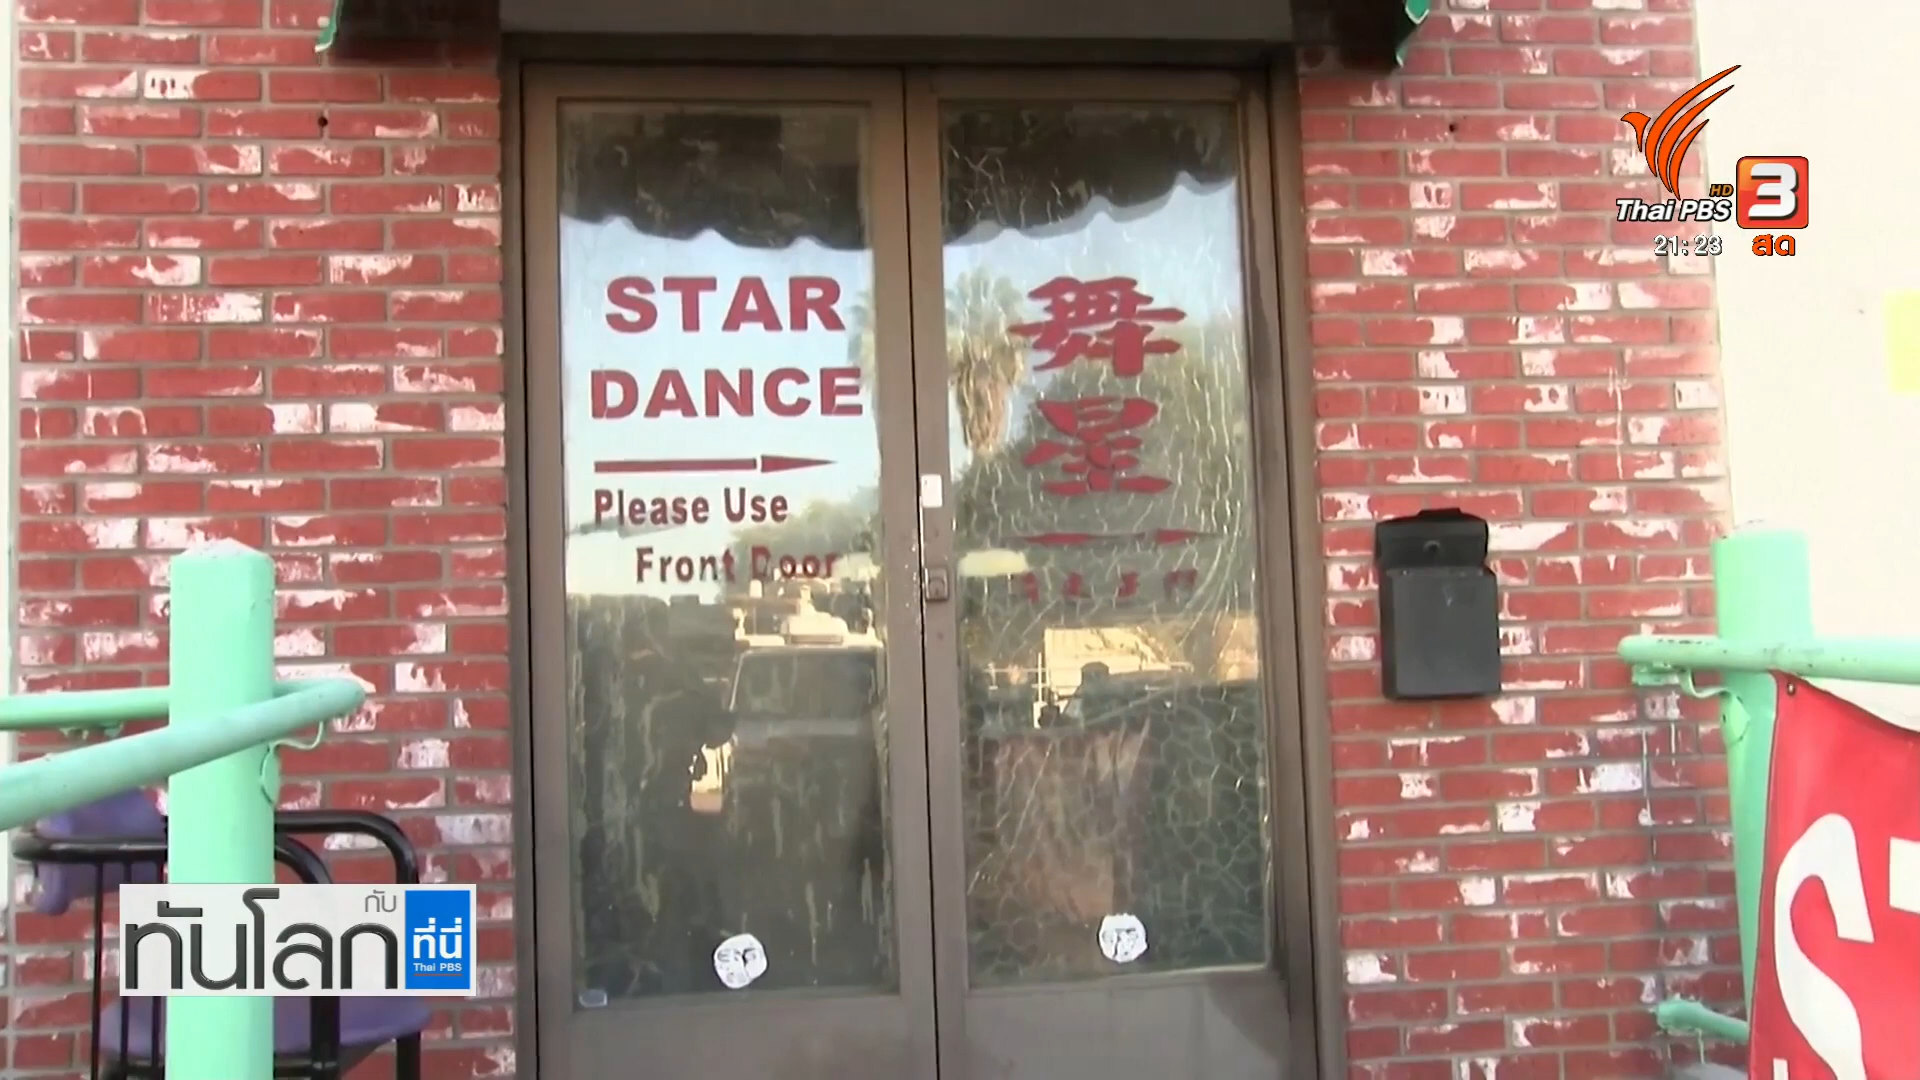 STAR
DANCE
Please Use
Front Door
舞
星
Thai PBS
HD
3
21:23
สด
ทันโลก
กับ
ที่นี่
Thai PBS
S